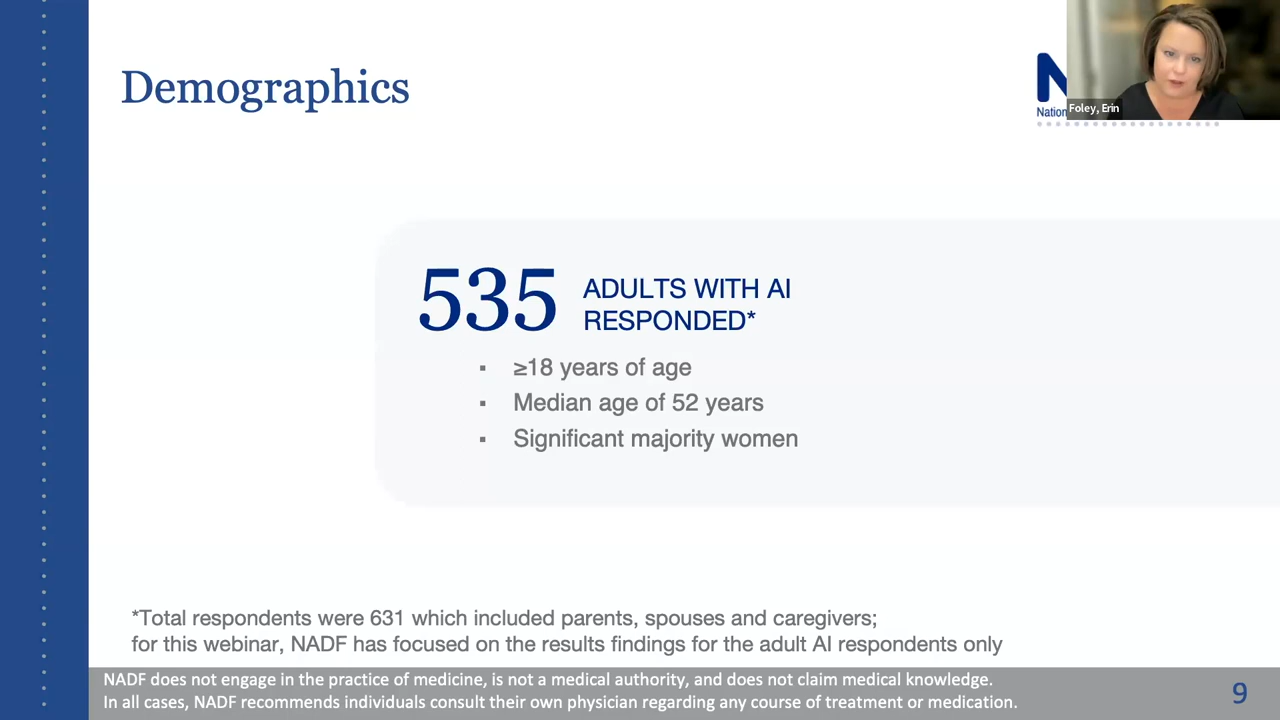 Demographics
N
Nation
Foley, Erin
535
ADULTS WITH AI
RESPONDED*
▪ ≥18 years of age
▪ Median age of 52 years
▪ Significant majority women
*Total respondents were 631 which included parents, spouses and caregivers;
for this webinar, NADF has focused on the results findings for the adult AI respondents only
NADF does not engage in the practice of medicine, is not a medical authority, and does not claim medical knowledge.
In all cases, NADF recommends individuals consult their own physician regarding any course of treatment or medication.
9